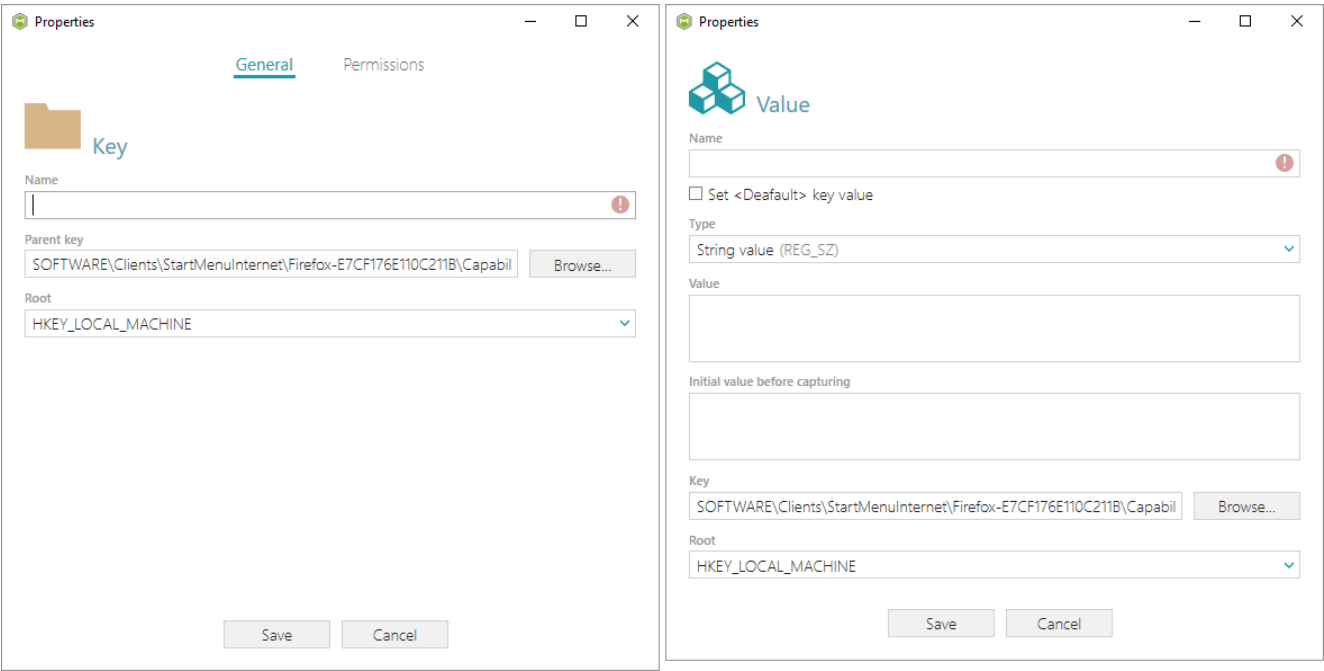 Properties
General Permissions
Key
Name
Parent key
SOFTWARE\Clients\StartMenuInternet\Firefox-E7CF176E110C211B\Capabil
Browse...
Root
HKEY_LOCAL_MACHINE
Save Cancel
Properties
Value
Name
Set <Deafault> key value
Type
String value (REG_SZ)
Value
Initial value before capturing
Key
SOFTWARE\Clients\StartMenuInternet\Firefox-E7CF176E110C211B\Capabil
Browse...
Root
HKEY_LOCAL_MACHINE
Save Cancel